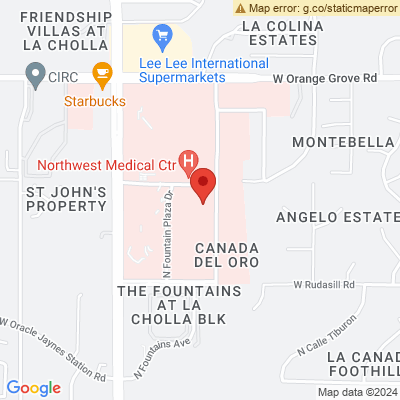 Map error: g.co/staticmaperror
FRIENDSHIP
VILLAS AT
LA CHOLLA
LA COLINA
ESTATES
Lee Lee International
Supermarkets
W Orange Grove Rd
CIRC
Starbucks
MONTEBELLA
Northwest Medical Ctr
H
ST JOHN'S
PROPERTY
N Fountain Plaza Dr
ANGELO ESTATE
CANADA
DEL ORO
THE FOUNTAINS
AT LA
CHOLLA BLK
W Rudasill Rd
W Oracle Jaynes Station Rd
N Fountains Ave
N Calle Tiburon
LA CANAD
FOOTHILL
Google
Map data ©2024